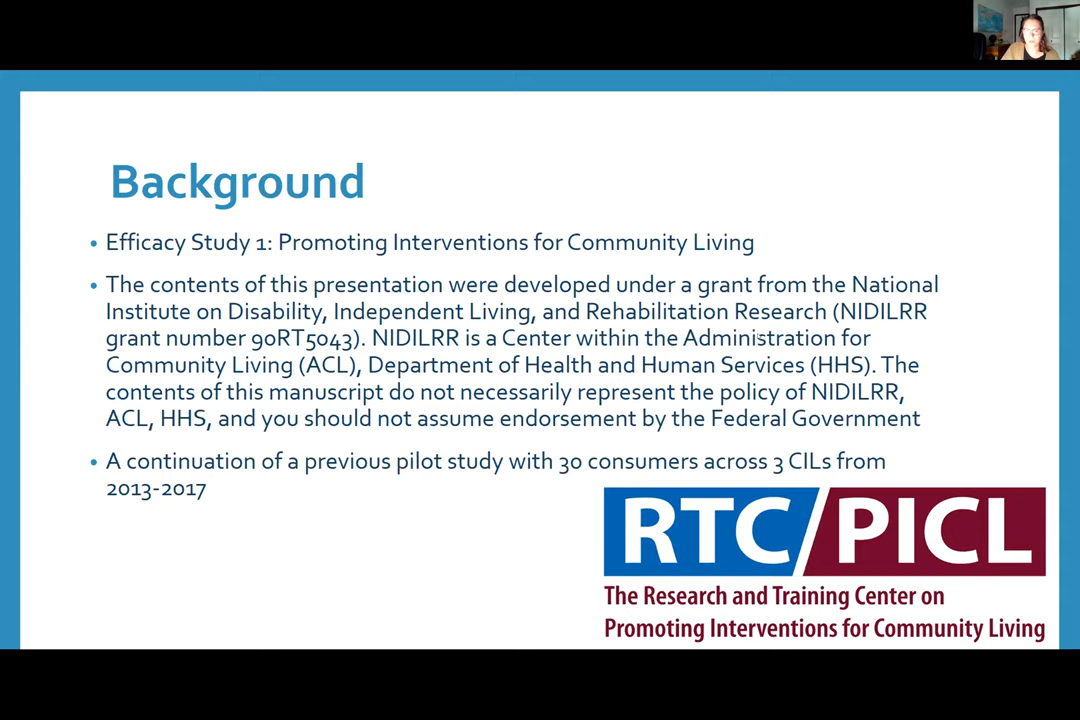 Background
• Efficacy Study 1: Promoting Interventions for Community Living
• The contents of this presentation were developed under a grant from the National
Institute on Disability, Independent Living, and Rehabilitation Research (NIDILRR
grant number 90RT5043). NIDILRR is a Center within the Administration for
Community Living (ACL), Department of Health and Human Services (HHS). The
contents of this manuscript do not necessarily represent the policy of NIDILRR,
ACL, HHS, and you should not assume endorsement by the Federal Government
• A continuation of a previous pilot study with 30 consumers across 3 CILs from
2013-2017
RTC/PICL
The Research and Training Center on
Promoting Interventions for Community Living